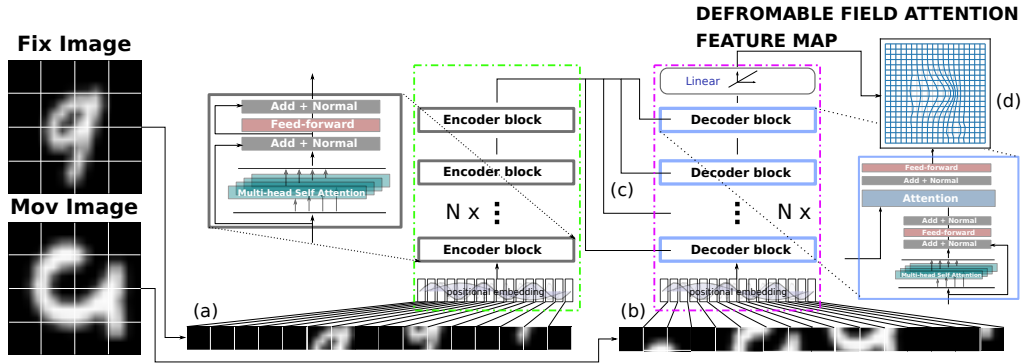 DEFROMABLE FIELD ATTENTION
FEATURE MAP
Fix Image
Mov Image
Add + Normal
Feed-forward
Add + Normal
Multi-head Self Attention
(a)
Encoder block
Encoder block
N x
Encoder block
positional embedding
(c)
Linear
Decoder block
Decoder block
N x
Decoder block
positional embedding
(b)
(d)
Feed-forward
Add + Normal
Attention
Add + Normal
Feed-forward
Add + Normal
Multi-head Self Attention